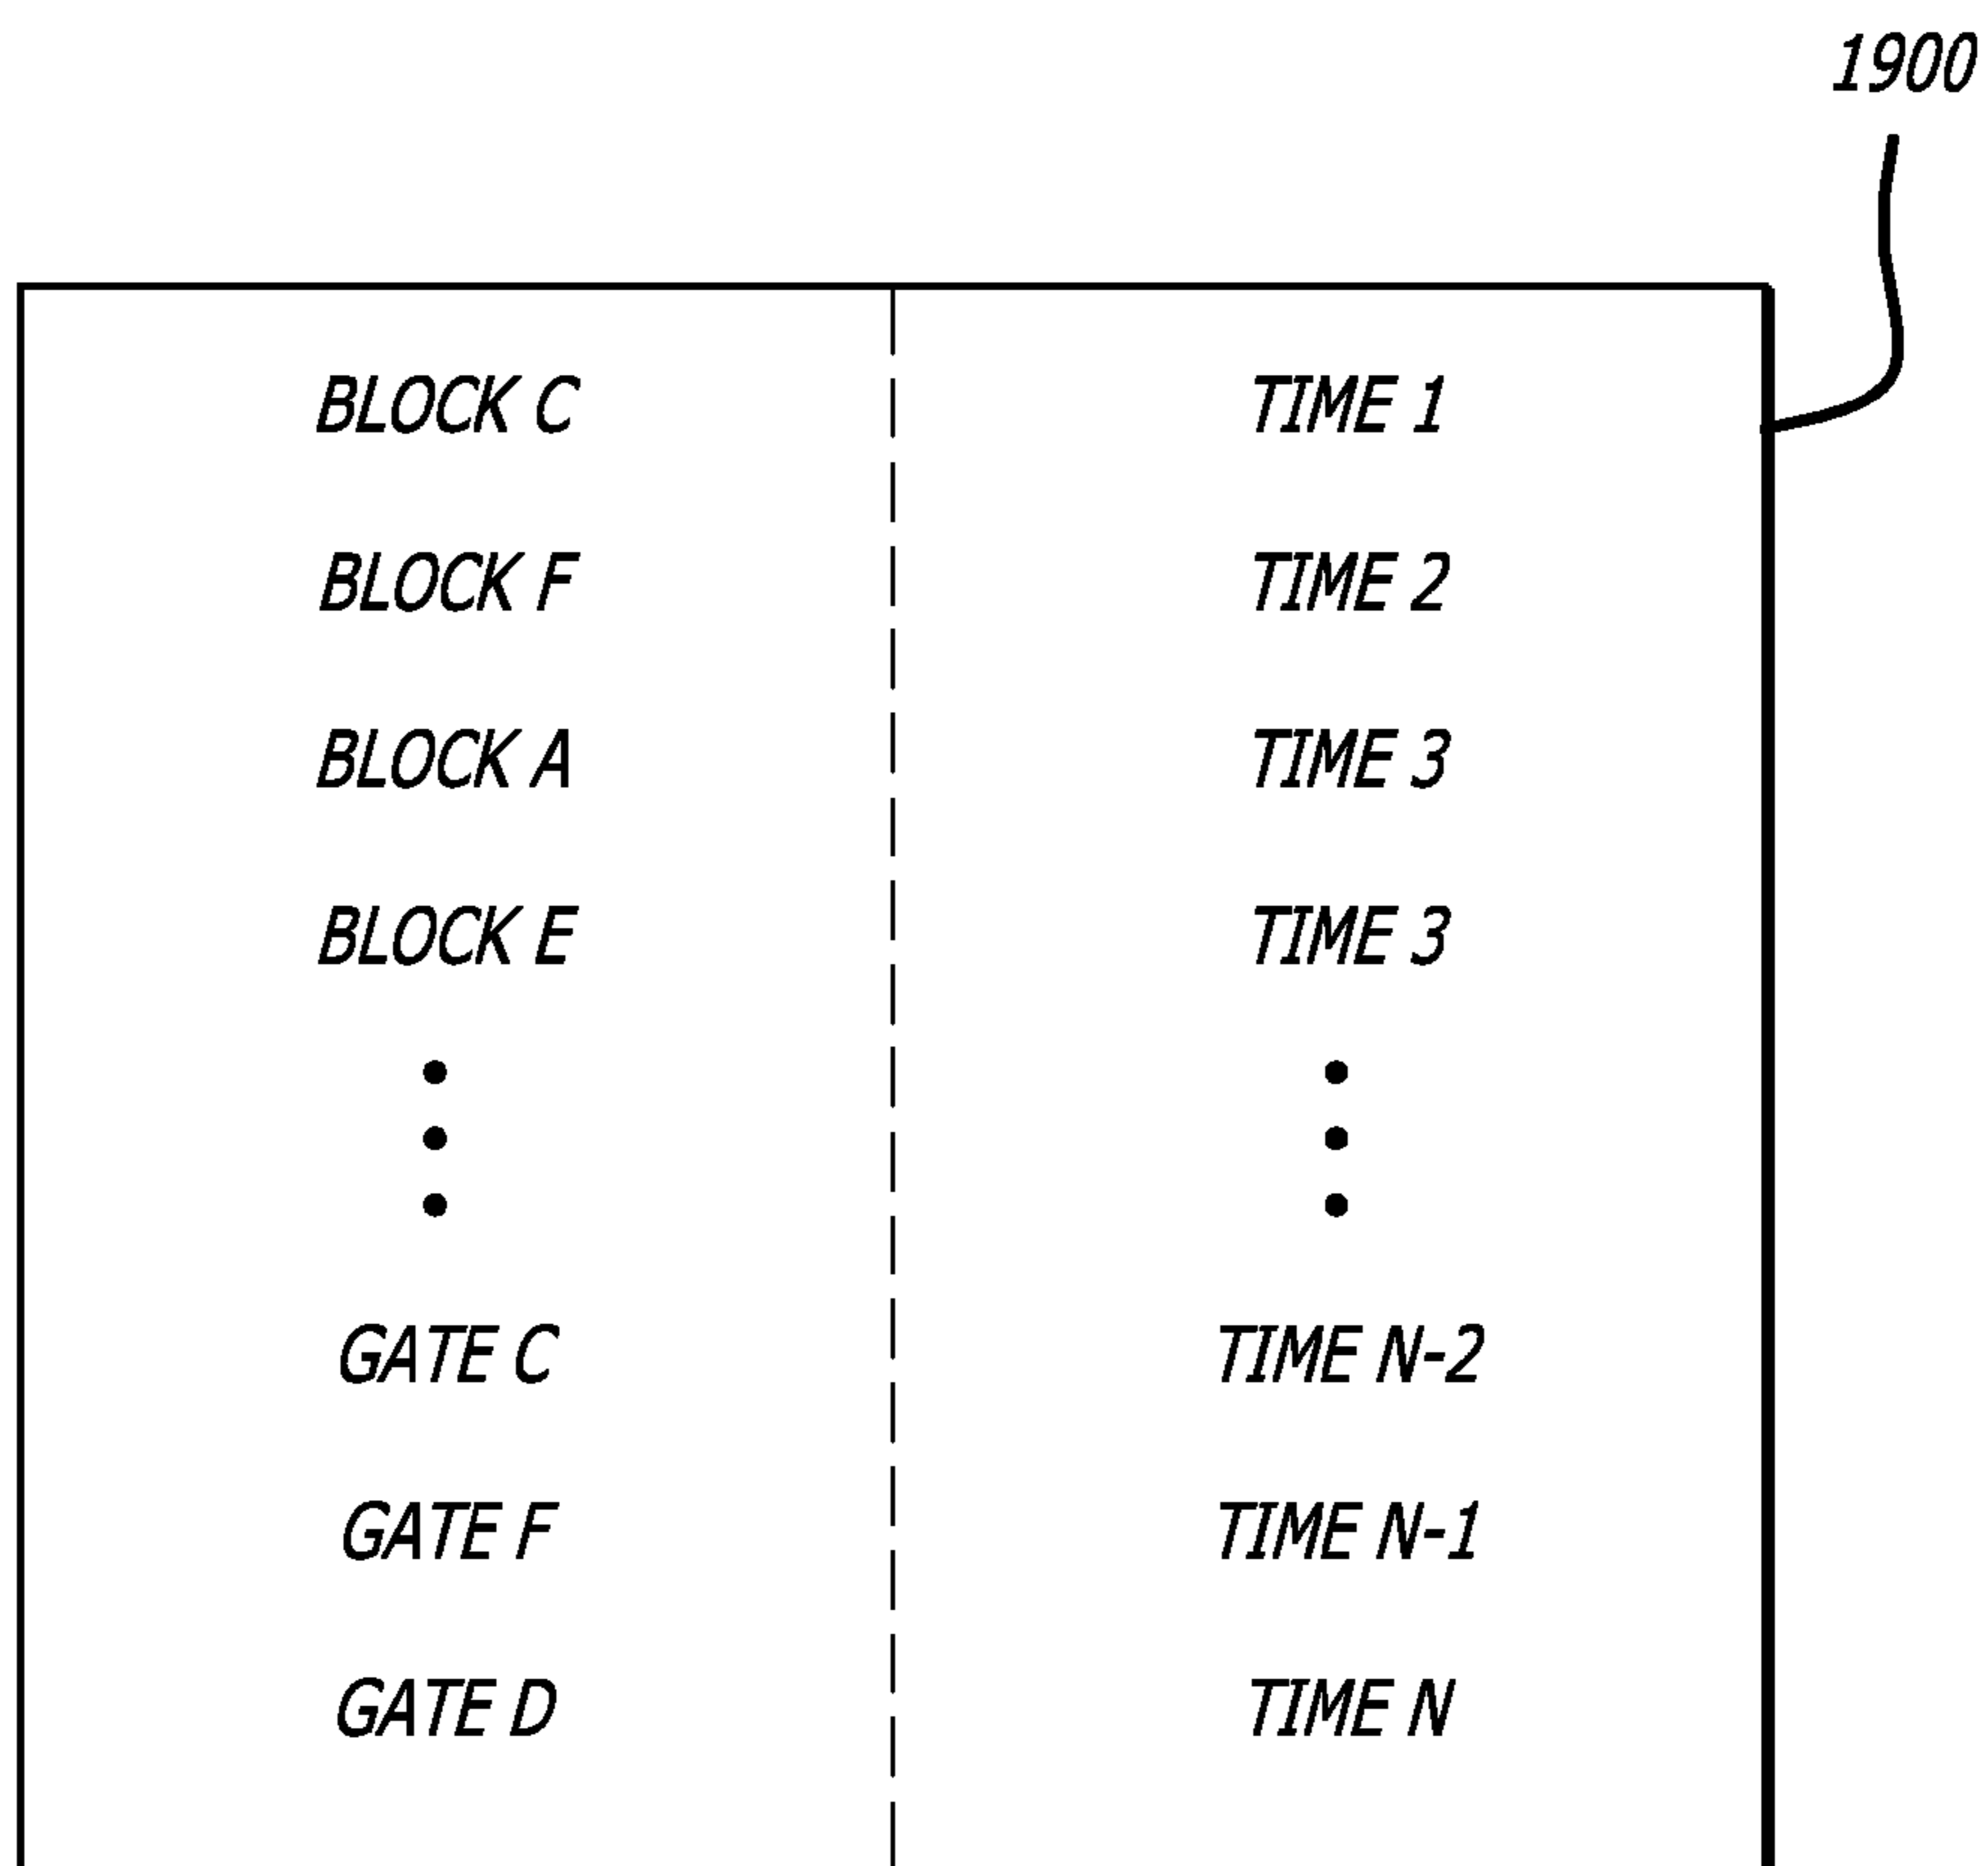 1900
BLOCK C TIME 1
BLOCK F TIME 2
BLOCK A TIME 3
BLOCK E TIME 3
GATE C TIME N-2
GATE F TIME N-1
GATE D TIME N